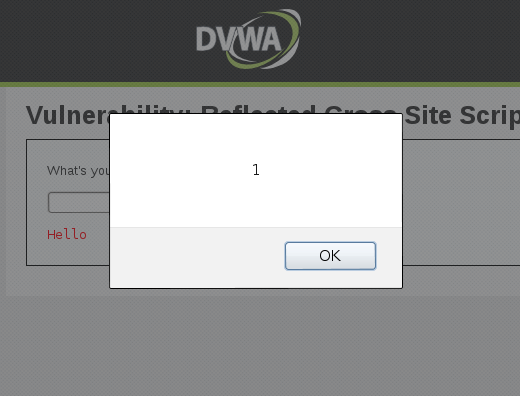 DVWA
Vulnerability: Reflected Cross Site Scrip
What's you
Hello
1
OK